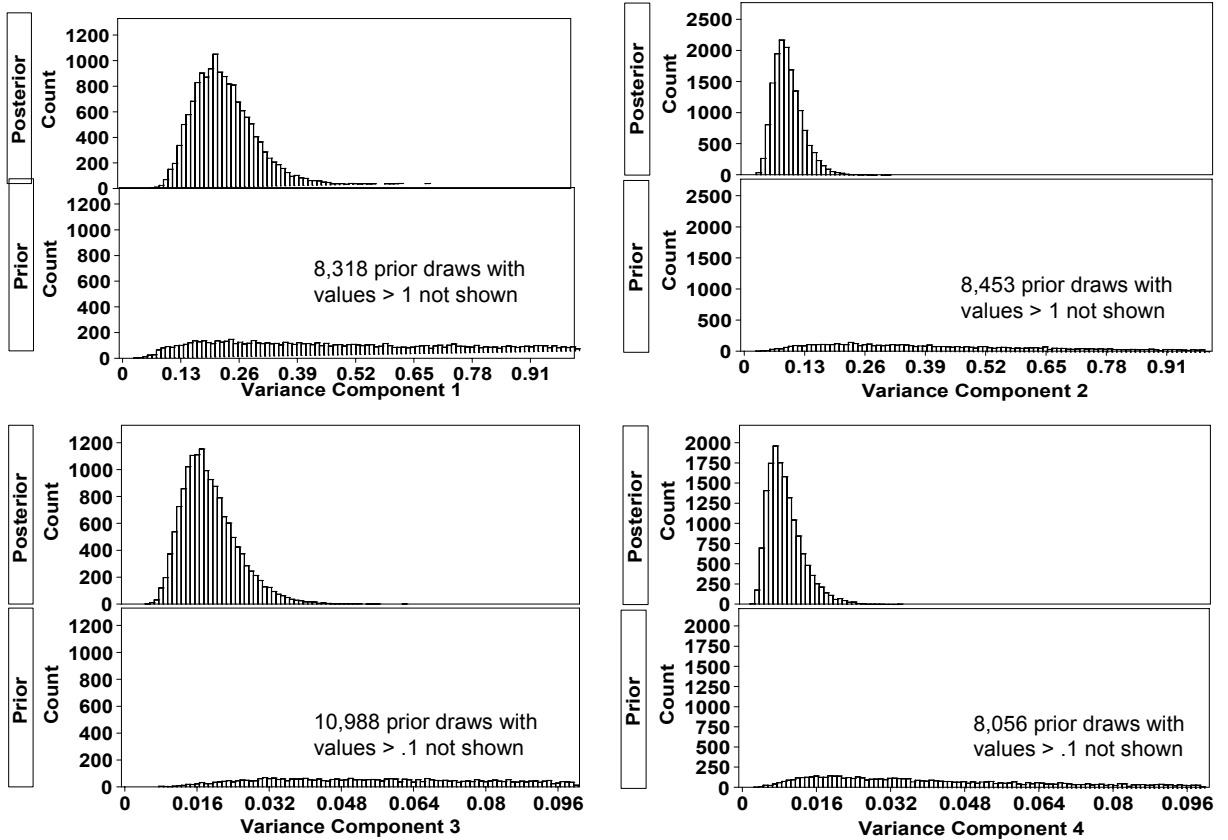 Posterior
Count
1200
1000
800
600
400
200
0
Prior
Count
1200
1000
800
600
400
200
0
8,318 prior draws with
values > 1 not shown
0 0.13 0.26 0.39 0.52 0.65 0.78 0.91
Variance Component 1
Posterior
Count
2500
2000
1500
1000
500
0
Prior
Count
2500
2000
1500
1000
500
0
8,453 prior draws with
values > 1 not shown
0 0.13 0.26 0.39 0.52 0.65 0.78 0.91
Variance Component 2
Posterior
Count
1200
1000
800
600
400
200
0
Prior
Count
1200
1000
800
600
400
200
0
10,988 prior draws with
values > .1 not shown
0 0.016 0.032 0.048 0.064 0.08 0.096
Variance Component 3
Posterior
Count
2000
1750
1500
1250
1000
750
500
250
0
Prior
Count
2000
1750
1500
1250
1000
750
500
250
0
8,056 prior draws with
values > .1 not shown
0 0.016 0.032 0.048 0.064 0.08 0.096
Variance Component 4